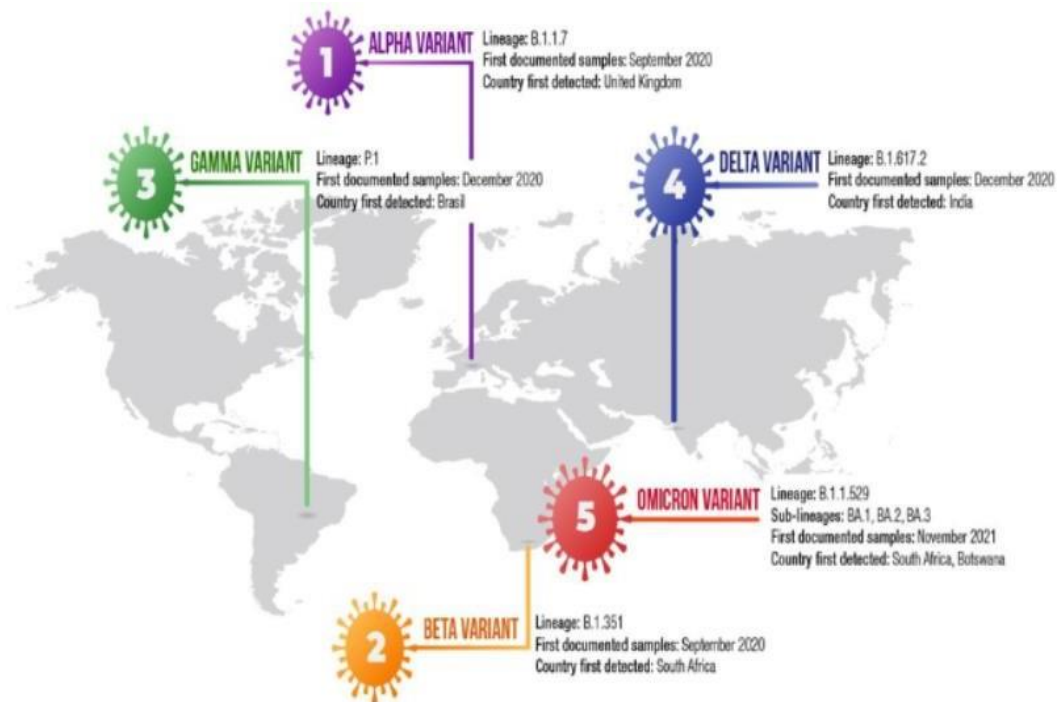 1
ALPHA VARIANT
Lineage: B.1.1.7
First documented samples: September 2020
Country first detected: United Kingdom
3
GAMMA VARIANT
Lineage: P.1
First documented samples: December 2020
Country first detected: Brasil
4
DELTA VARIANT
Lineage: B.1.617.2
First documented samples: December 2020
Country first detected: India
5
OMICRON VARIANT
Lineage: B.1.1.529
Sub-lineages: BA.1, BA.2, BA.3
First documented samples: November 2021
Country first detected: South Africa, Botswana
2
BETA VARIANT
Lineage: B.1.351
First documented samples: September 2020
Country first detected: South Africa